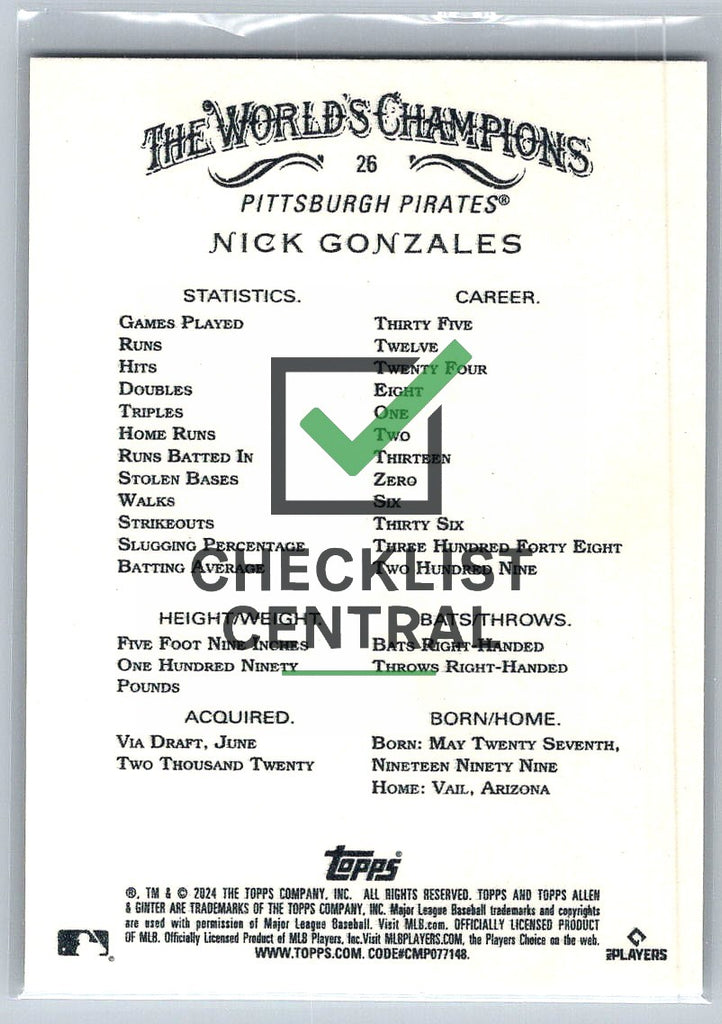 THE WORLD'S CHAMPIONS
26
PITTSBURGH PIRATES®
NICK GONZALES
STATISTICS. CAREER.
GAMES PLAYED THIRTY FIVE
RUNS TWELVE
HITS TWENTY FOUR
DOUBLES EIGHT
TRIPLES ONE
HOME RUNS TWO
RUNS BATTED IN THIRTEEN
STOLEN BASES ZERO
WALKS SIX
STRIKEOUTS THIRTY SIX
SLUGGING PERCENTAGE THREE HUNDRED FORTY EIGHT
BATTING AVERAGE TWO HUNDRED NINE
CHECKLIST
CENTRAL
HEIGHT/WEIGHT. BATS/THROWS.
FIVE FOOT NINE INCHES BATS RIGHT-HANDED
ONE HUNDRED NINETY THROWS RIGHT-HANDED
POUNDS
ACQUIRED. BORN/HOME.
VIA DRAFT, JUNE BORN: MAY TWENTY SEVENTH,
TWO THOUSAND TWENTY NINETEEN NINETY NINE
HOME: VAIL, ARIZONA
Topps®
®, TM & © 2024 THE TOPPS COMPANY, INC. ALL RIGHTS RESERVED. TOPPS AND TOPPS ALLEN
& GINTER ARE TRADEMARKS OF THE TOPPS COMPANY, INC. Major League Baseball trademarks and copyrights
are used with permission of Major League Baseball. Visit MLB.com. OFFICIALLY LICENSED PRODUCT
OF MLB. Officially Licensed Product of MLB Players, Inc.Visit MLBPLAYERS.COM, the Players Choice on the web.
WWW.TOPPS.COM. CODE#CMP077148.
MLBPLAYERS